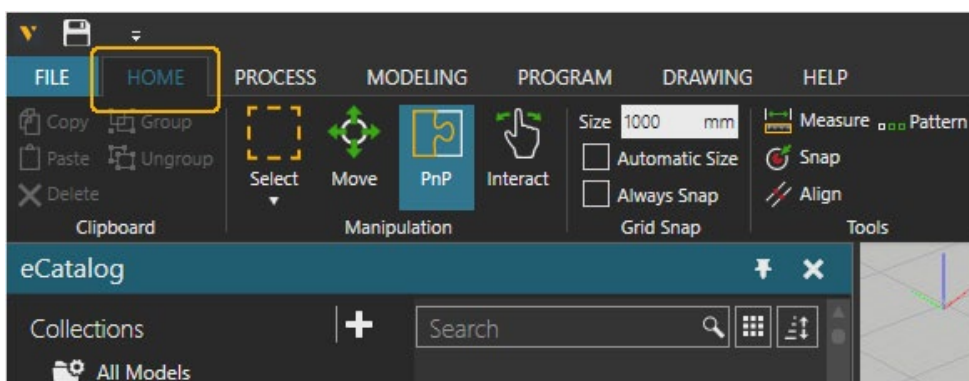 FILE HOME PROCESS MODELING PROGRAM DRAWING HELP
Copy Group
Paste Ungroup
Delete
Clipboard
Select Move PnP Interact
Manipulation
Size 1000 mm
Automatic Size
Always Snap
Grid Snap
Measure Pattern
Snap
Align
Tools
eCatalog
Collections
Search
All Models